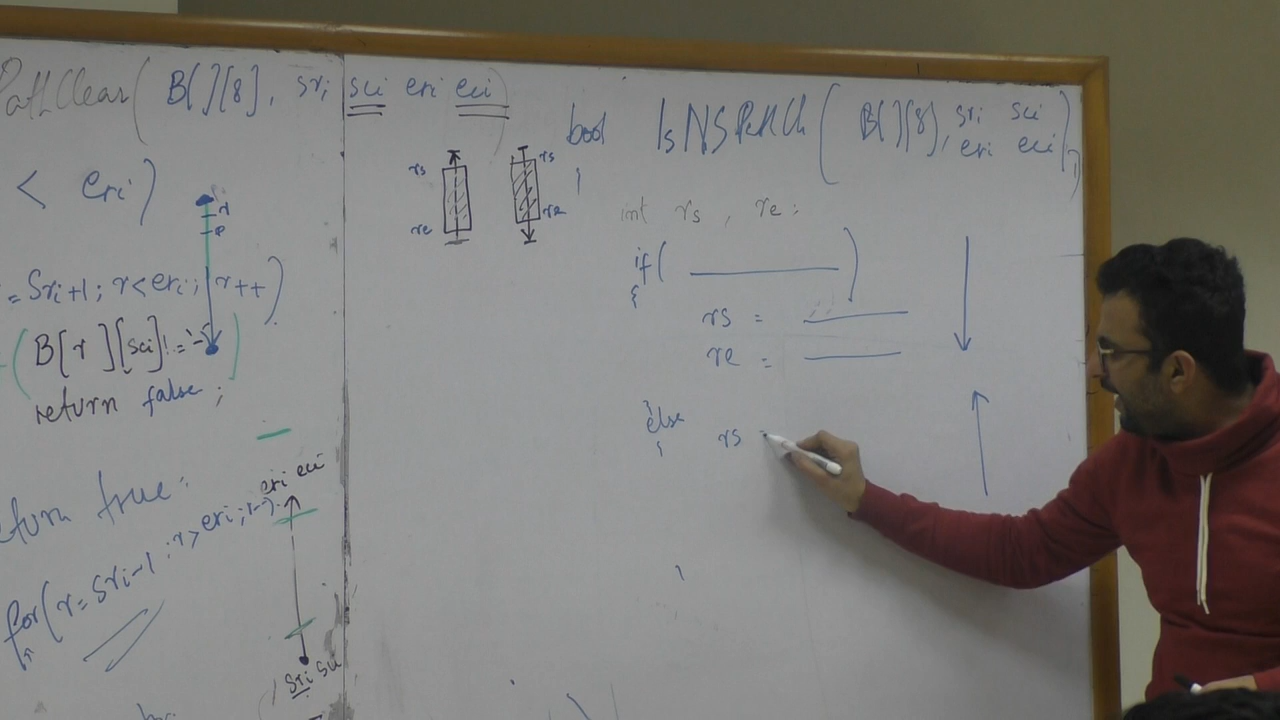 PathClear( B[][8], sri sci eri eci)
< eri)
= Sri+1; r<eri; r++)
( B[r][sci]!='-')
return false;
return true;
eri eci
for(r=Sri-1; r>eri; r--)
Sri Sci
rs
re
rs
re
bool IsNSPath( B[][8], sri sci
eri eci)
{
int rs, re;
if( )
{
rs =
re =
}
else
{ rs =